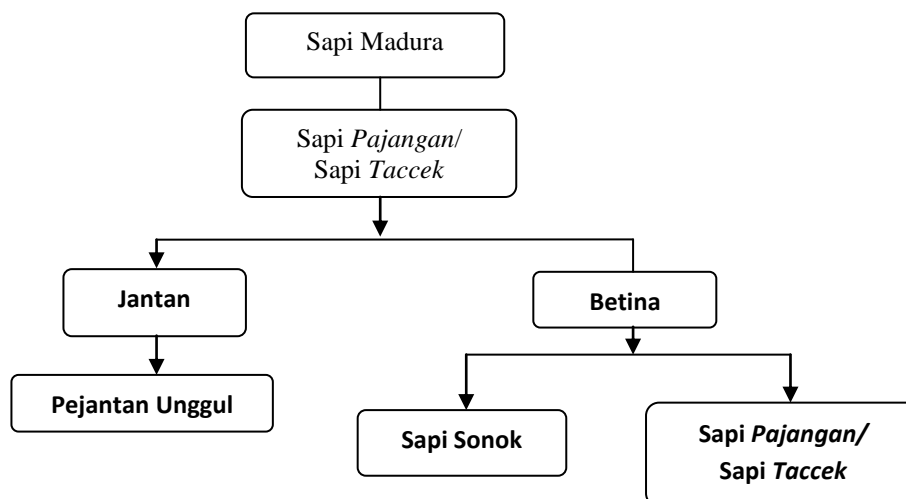 Sapi Madura
Sapi Pajangan/
Sapi Taccek
Jantan
Betina
Pejantan Unggul
Sapi Sonok
Sapi Pajangan/
Sapi Taccek